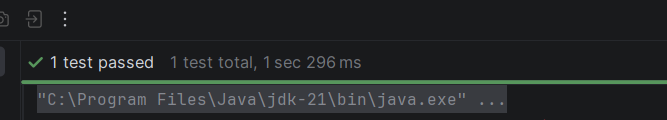 1 test passed 1 test total, 1 sec 296 ms
"C:\Program Files\Java\jdk-21\bin\java.exe" ...